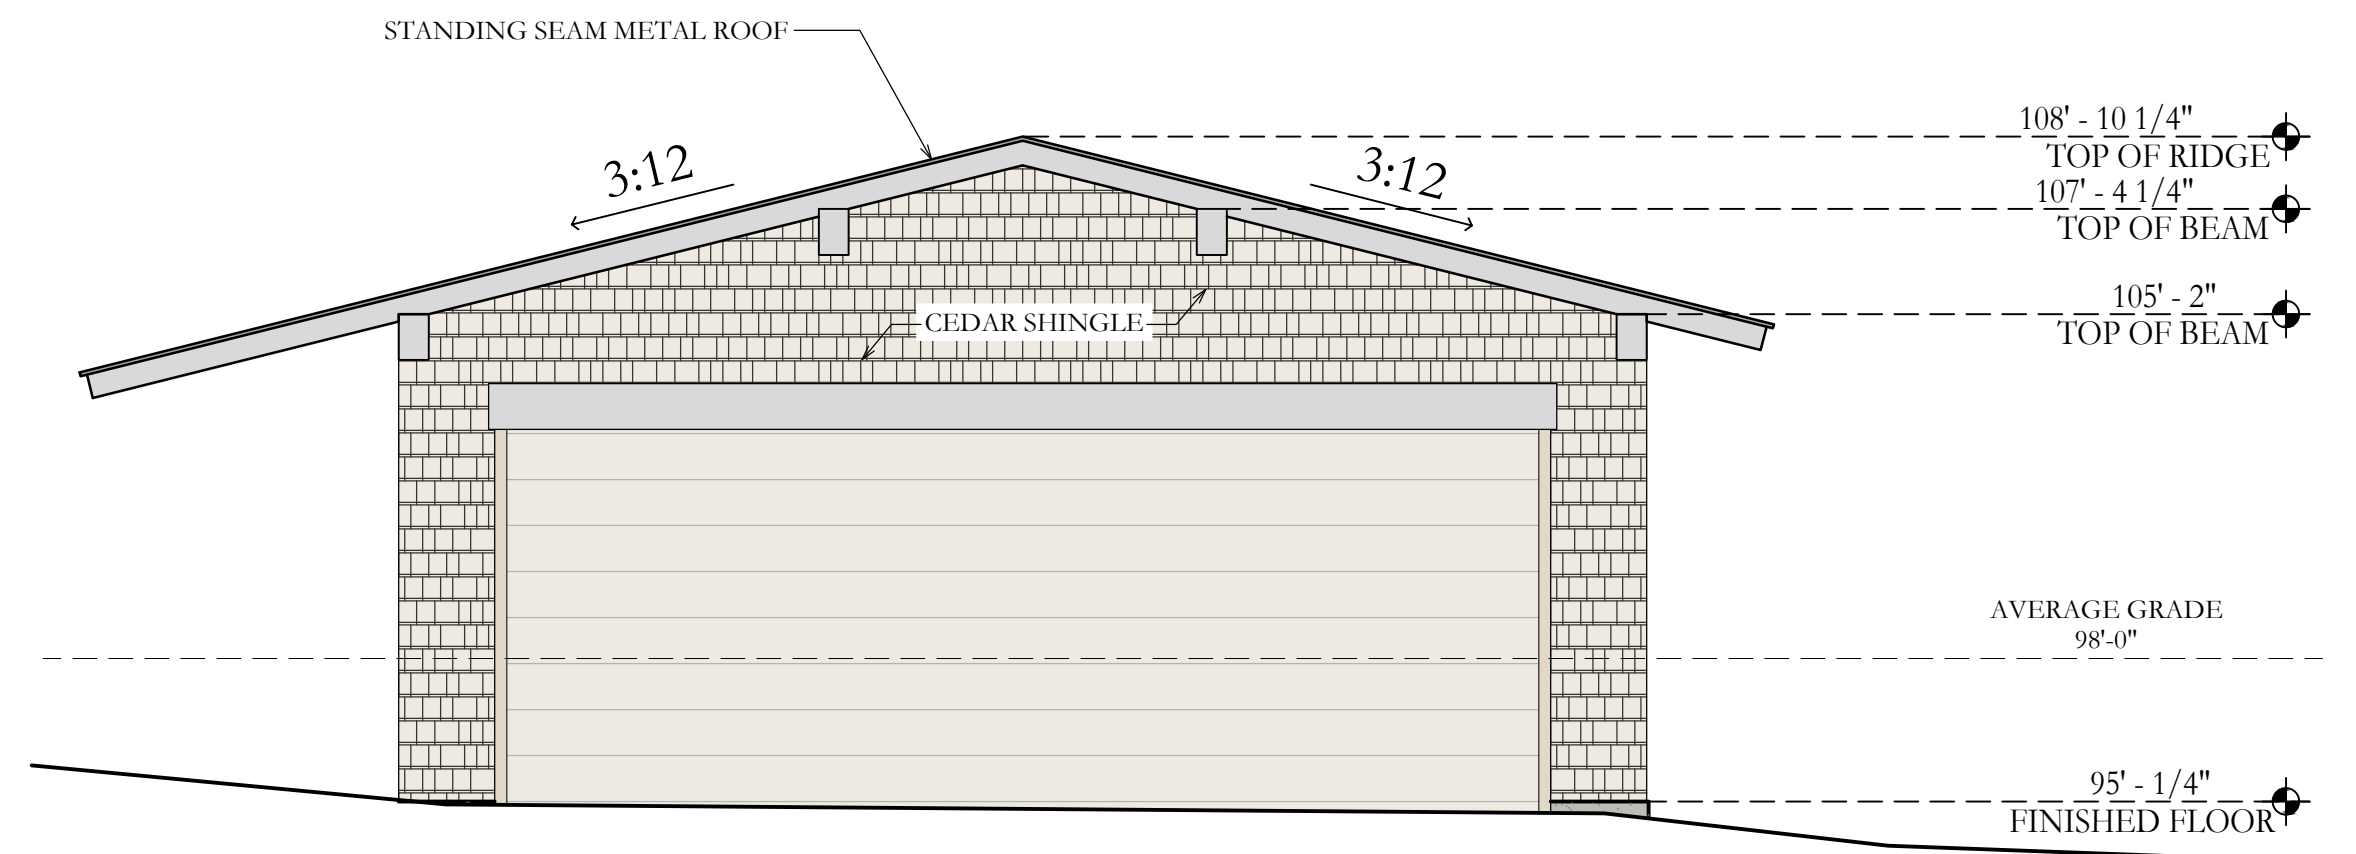 STANDING SEAM METAL ROOF
3:12
3:12
108' - 10 1/4"
TOP OF RIDGE
107' - 4 1/4"
TOP OF BEAM
105' - 2"
TOP OF BEAM
CEDAR SHINGLE
AVERAGE GRADE
98'-0"
95' - 1/4"
FINISHED FLOOR